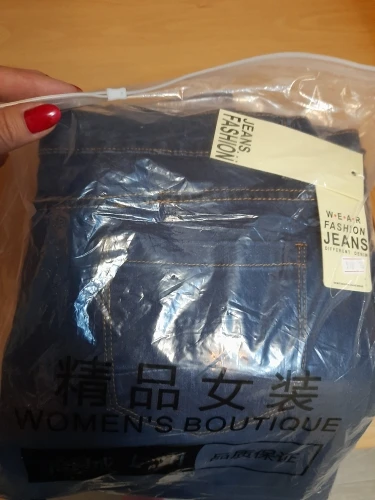 JEANS
FASHION
W·E·A·R
FASHION
JEANS
DIFFERENT DENIM
精品女装
WOMEN'S BOUTIQUE